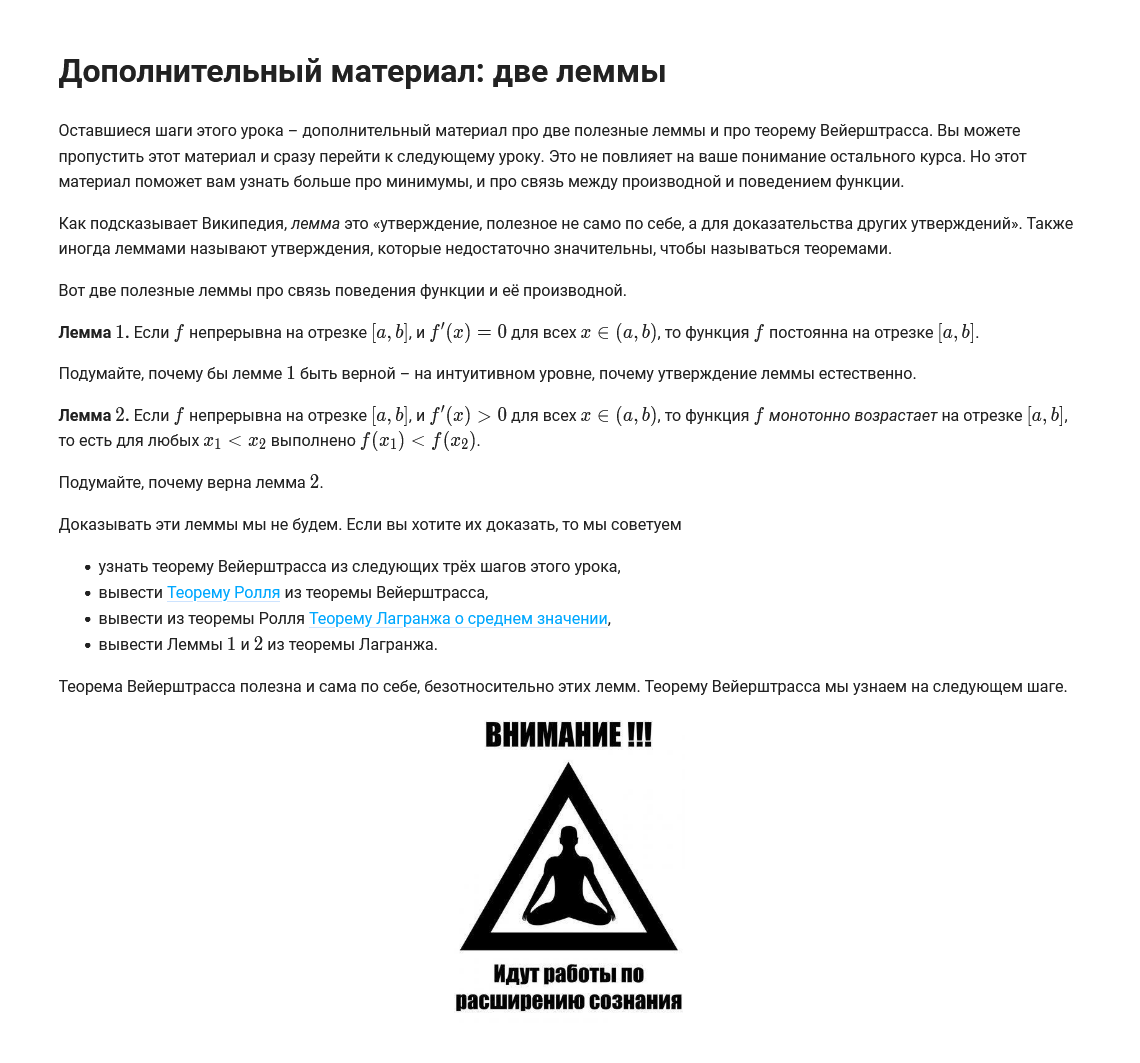 Дополнительный материал: две леммы
Оставшиеся шаги этого урока – дополнительный материал про две полезные леммы и про теорему Вейерштрасса. Вы можете
пропустить этот материал и сразу перейти к следующему уроку. Это не повлияет на ваше понимание остального курса. Но этот
материал поможет вам узнать больше про минимумы, и про связь между производной и поведением функции.
Как подсказывает Википедия, лемма это «утверждение, полезное не само по себе, а для доказательства других утверждений». Также
иногда леммами называют утверждения, которые недостаточно значительны, чтобы называться теоремами.
Вот две полезные леммы про связь поведения функции и её производной.
Лемма 1. Если f непрерывна на отрезке [a, b], и f′(x) = 0 для всех x ∈ (a, b), то функция f постоянна на отрезке [a, b].
Подумайте, почему бы лемме 1 быть верной – на интуитивном уровне, почему утверждение леммы естественно.
Лемма 2. Если f непрерывна на отрезке [a, b], и f′(x) > 0 для всех x ∈ (a, b), то функция f монотонно возрастает на отрезке [a, b],
то есть для любых x₁ < x₂ выполнено f(x₁) < f(x₂).
Подумайте, почему верна лемма 2.
Доказывать эти леммы мы не будем. Если вы хотите их доказать, то мы советуем
• узнать теорему Вейерштрасса из следующих трёх шагов этого урока,
• вывести Теорему Ролля из теоремы Вейерштрасса,
• вывести из теоремы Ролля Теорему Лагранжа о среднем значении,
• вывести Леммы 1 и 2 из теоремы Лагранжа.
Теорема Вейерштрасса полезна и сама по себе, безотносительно этих лемм. Теорему Вейерштрасса мы узнаем на следующем шаге.
ВНИМАНИЕ !!!
Идут работы по
расширению сознания